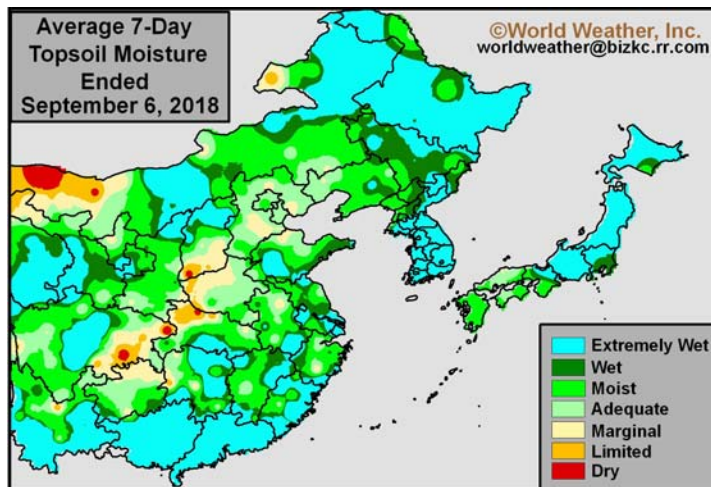 Average 7-Day
Topsoil Moisture
Ended
September 6, 2018
©World Weather, Inc.
worldweather@bizkc.rr.com
Extremely Wet
Wet
Moist
Adequate
Marginal
Limited
Dry